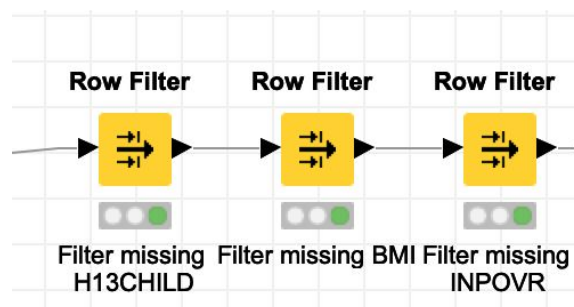 Row Filter
Row Filter
Row Filter
Filter missing
H13CHILD
Filter missing BMI
Filter missing
INPOVR